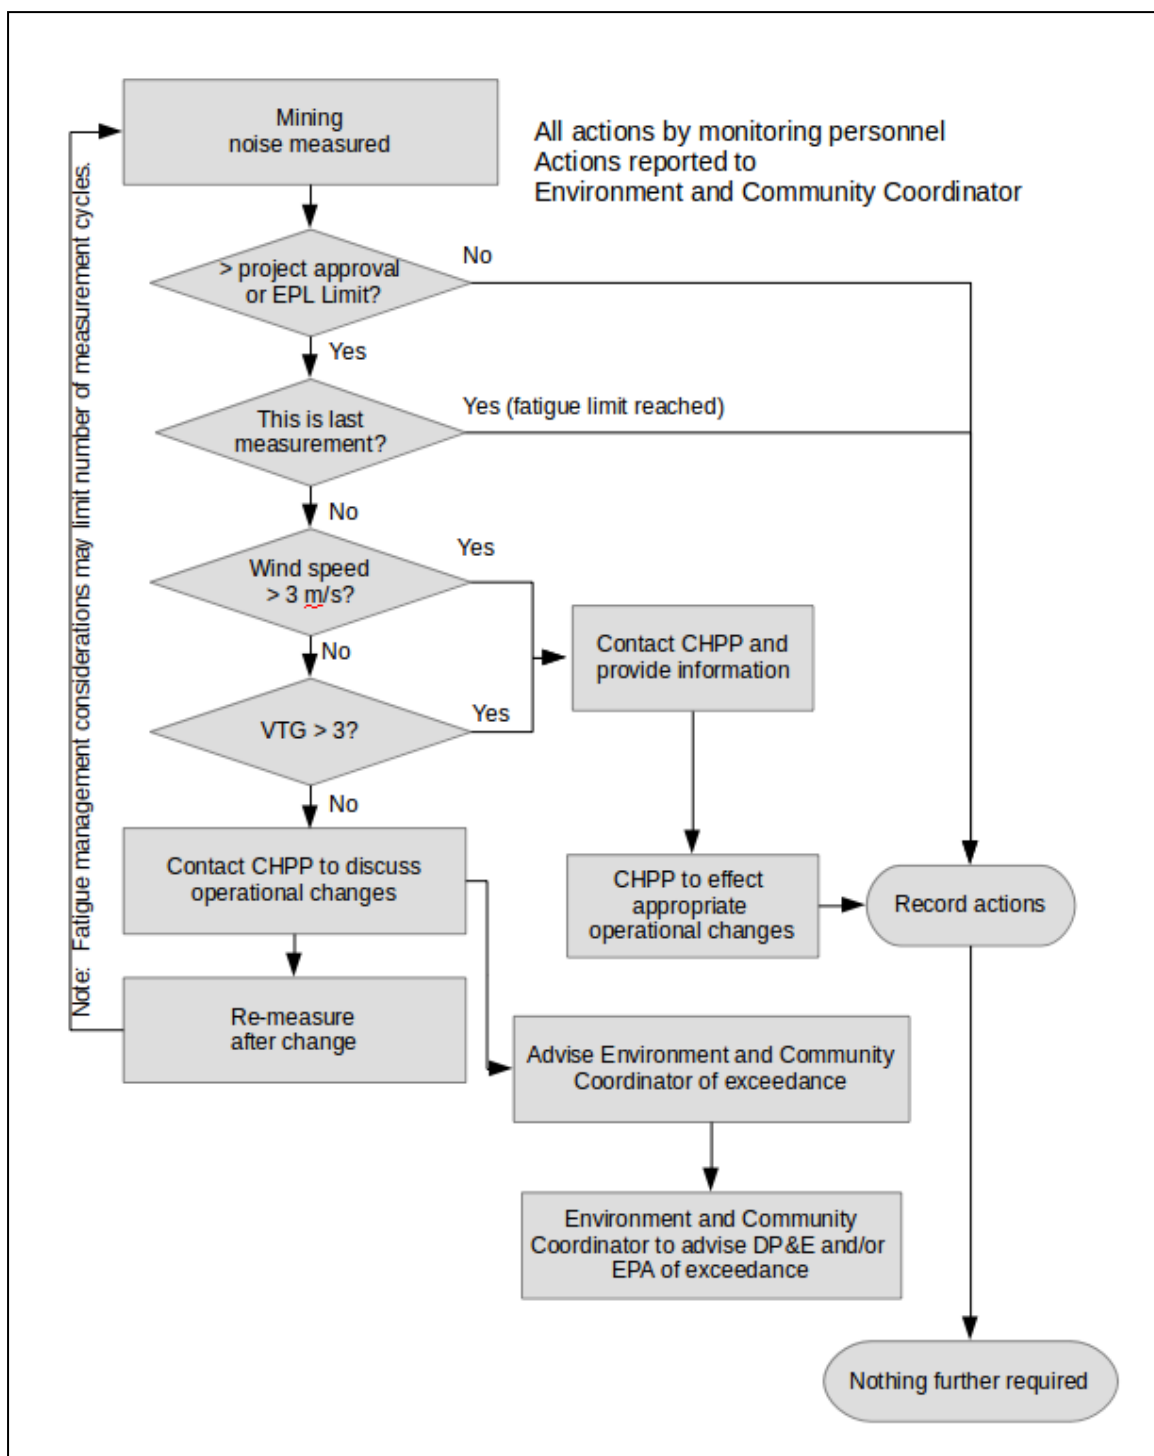 Mining
noise measured
All actions by monitoring personnel
Actions reported to
Environment and Community Coordinator
> project approval
or EPL Limit?
No
Yes
This is last
measurement?
Yes (fatigue limit reached)
No
Wind speed
> 3 m/s?
Yes
No
VTG > 3?
Yes
No
Contact CHPP and
provide information
Contact CHPP to discuss
operational changes
CHPP to effect
appropriate
operational changes
Record actions
Re-measure
after change
Note:  Fatigue management considerations may limit number of measurement cycles.
Advise Environment and Community
Coordinator of exceedance
Environment and Community
Coordinator to advise DP&E and/or
EPA of exceedance
Nothing further required